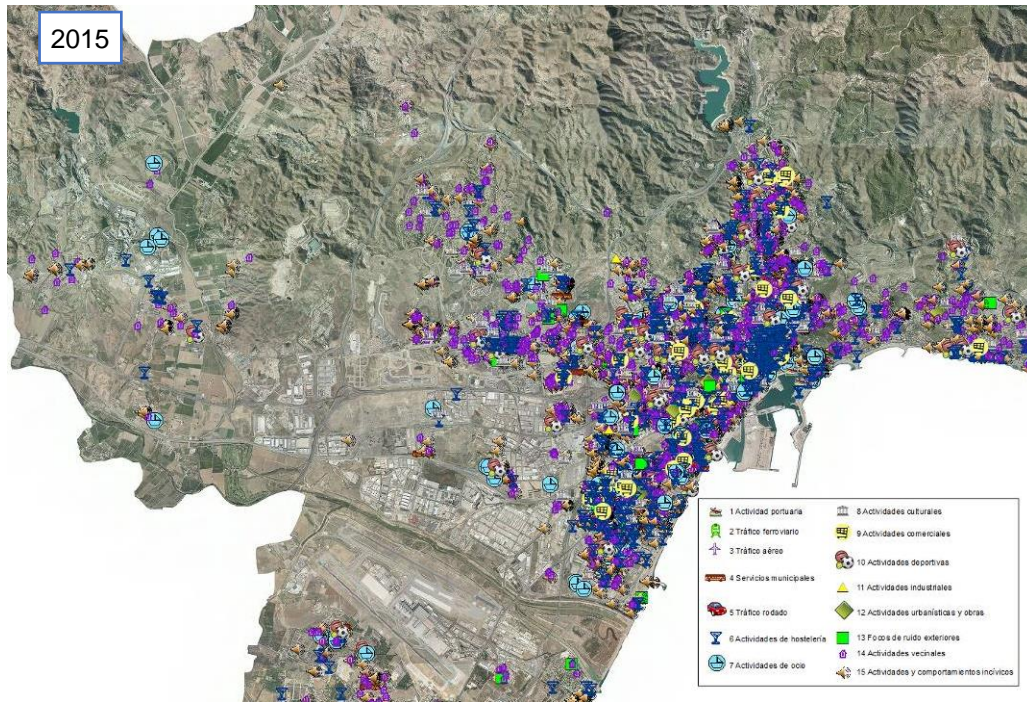 2015
1 Actividad portuaria
2 Tráfico ferroviario
3 Tráfico aéreo
4 Servicios municipales
5 Tráfico rodado
6 Actividades de hostelería
7 Actividades de ocio
8 Actividades culturales
9 Actividades comerciales
10 Actividades deportivas
11 Actividades industriales
12 Actividades urbanísticas y obras
13 Focos de ruido exteriores
14 Actividades vecinales
15 Actividades y comportamientos incívicos